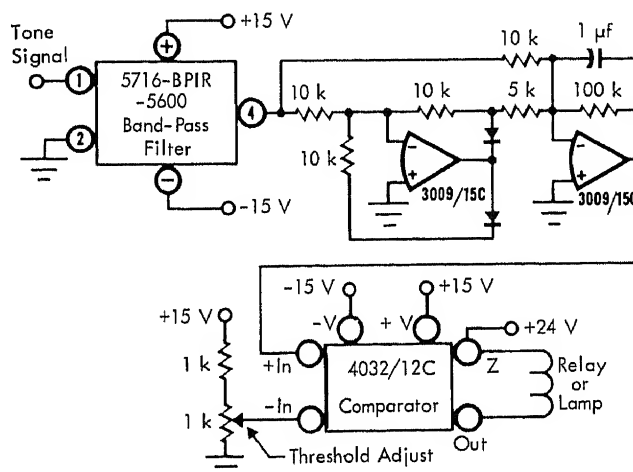 Tone
Signal
+15 V
1
+
5716-BPIR
-5600
Band-Pass
Filter
2
4
−
-15 V
10 k
10 k
10 k
10 k
5 k
1 µf
100 k
−
+
3009/15C
−
+
3009/15C
+15 V
1 k
1 k
Threshold Adjust
-15 V
+15 V
-V
+ V
+In
-In
4032/12C
Comparator
Z
Out
+24 V
Relay
or
Lamp